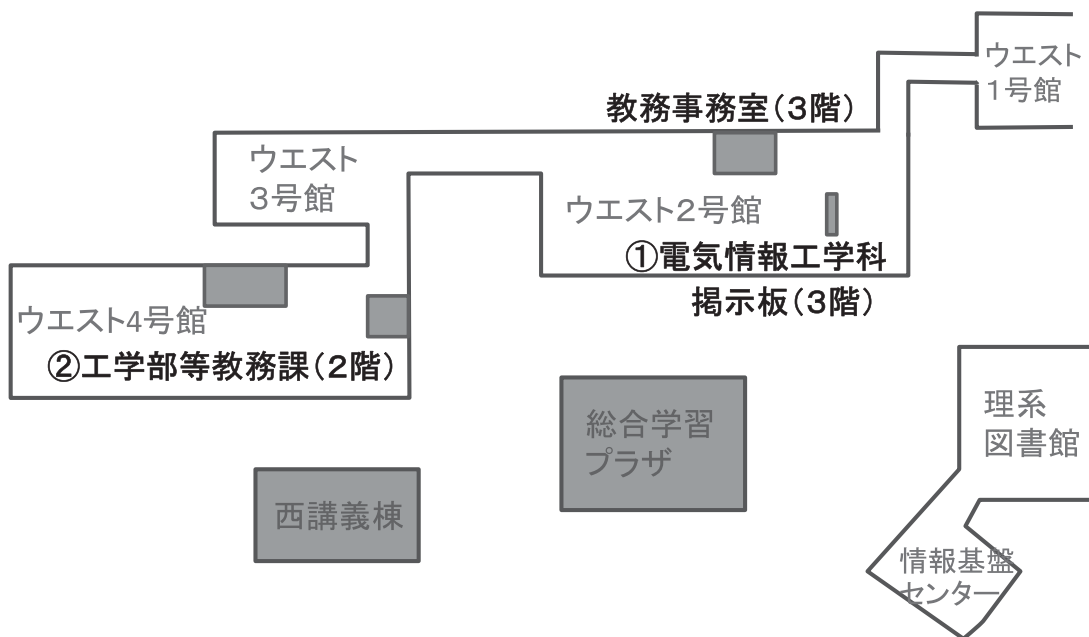 ウエスト
1号館
教務事務室(3階)
ウエスト
3号館
ウエスト2号館
①電気情報工学科
掲示板(3階)
ウエスト4号館
②工学部等教務課(2階)
総合学習
プラザ
理系
図書館
西講義棟
情報基盤
センター